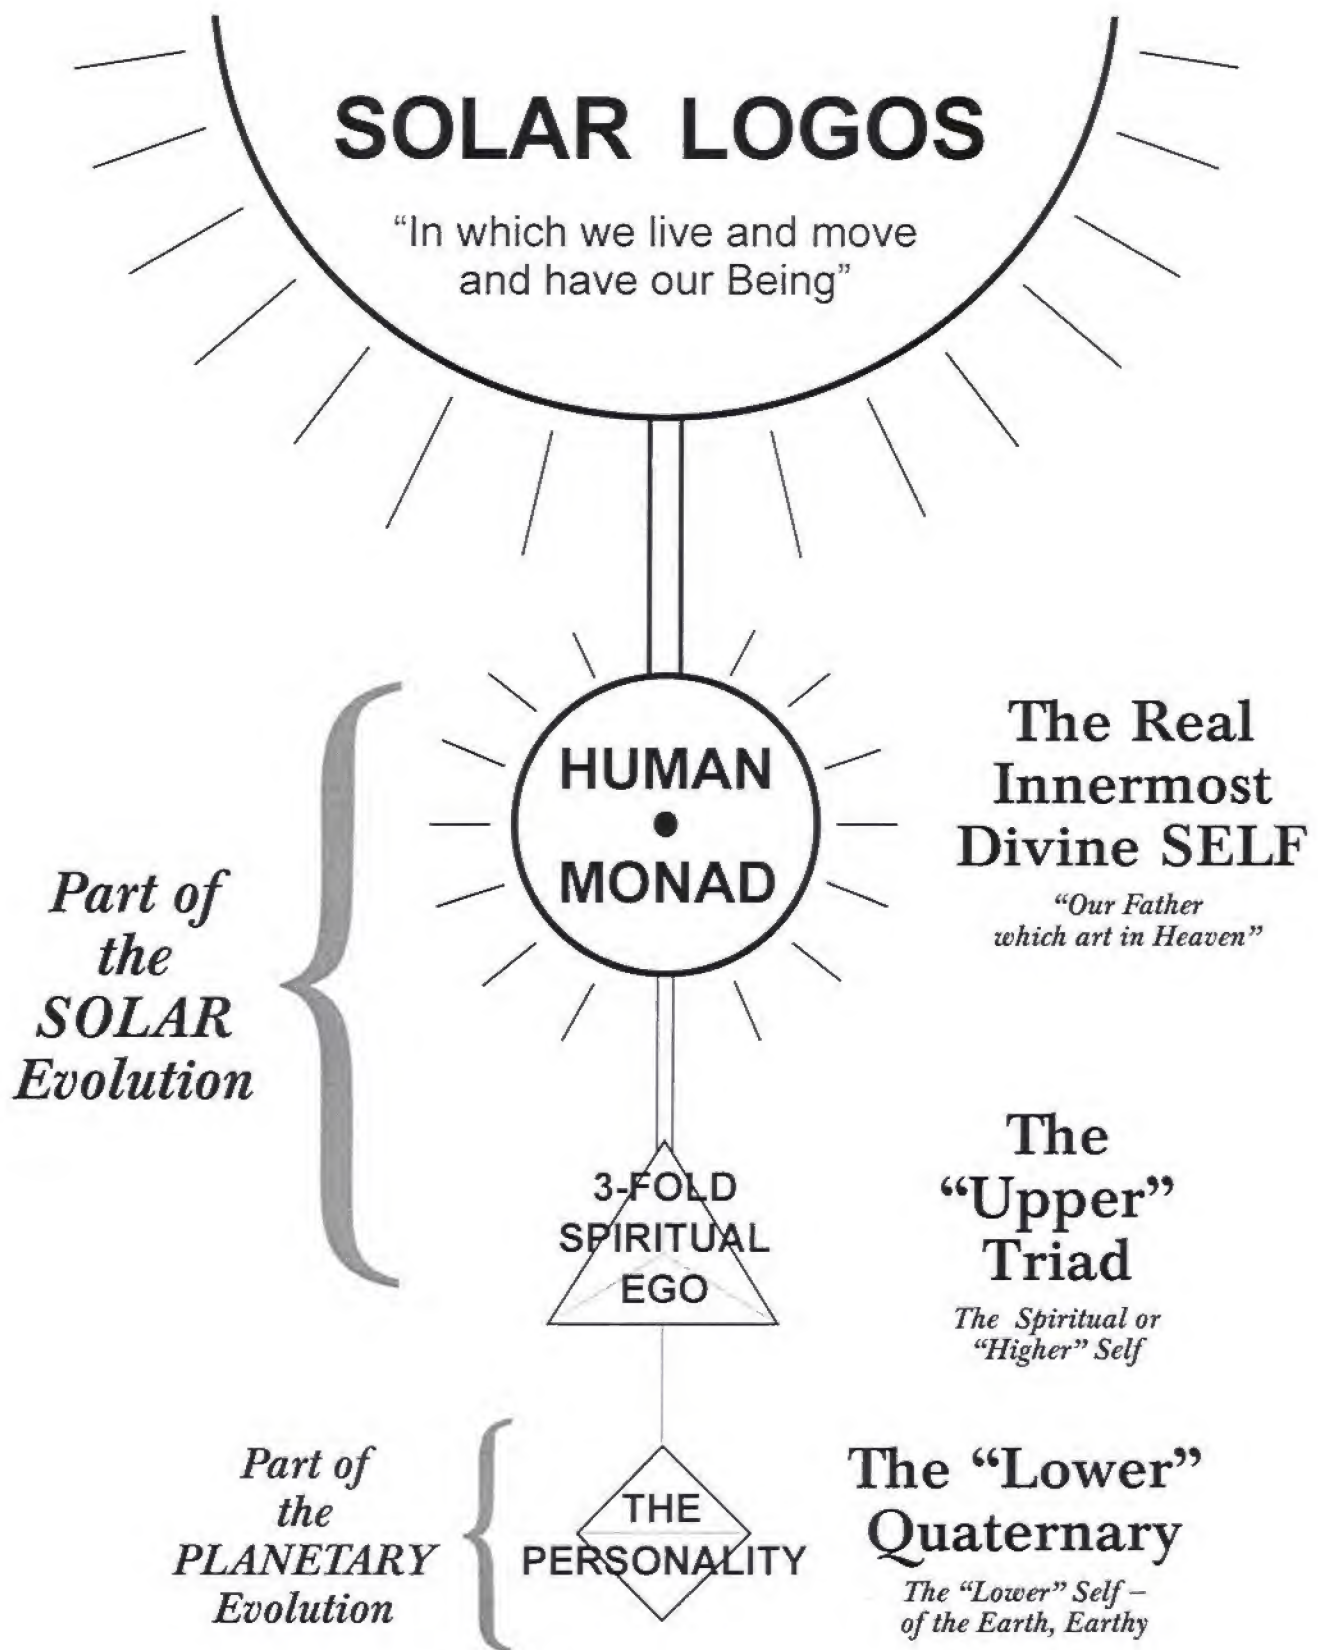 SOLAR LOGOS
“In which we live and move
and have our Being”
HUMAN
MONAD
The Real
Innermost
Divine SELF
“Our Father
which art in Heaven”
Part of
the
SOLAR
Evolution
3-FOLD
SPIRITUAL
EGO
The
“Upper”
Triad
The Spiritual or
“Higher” Self
Part of
the
PLANETARY
Evolution
THE
PERSONALITY
The “Lower”
Quaternary
The “Lower” Self –
of the Earth, Earthy